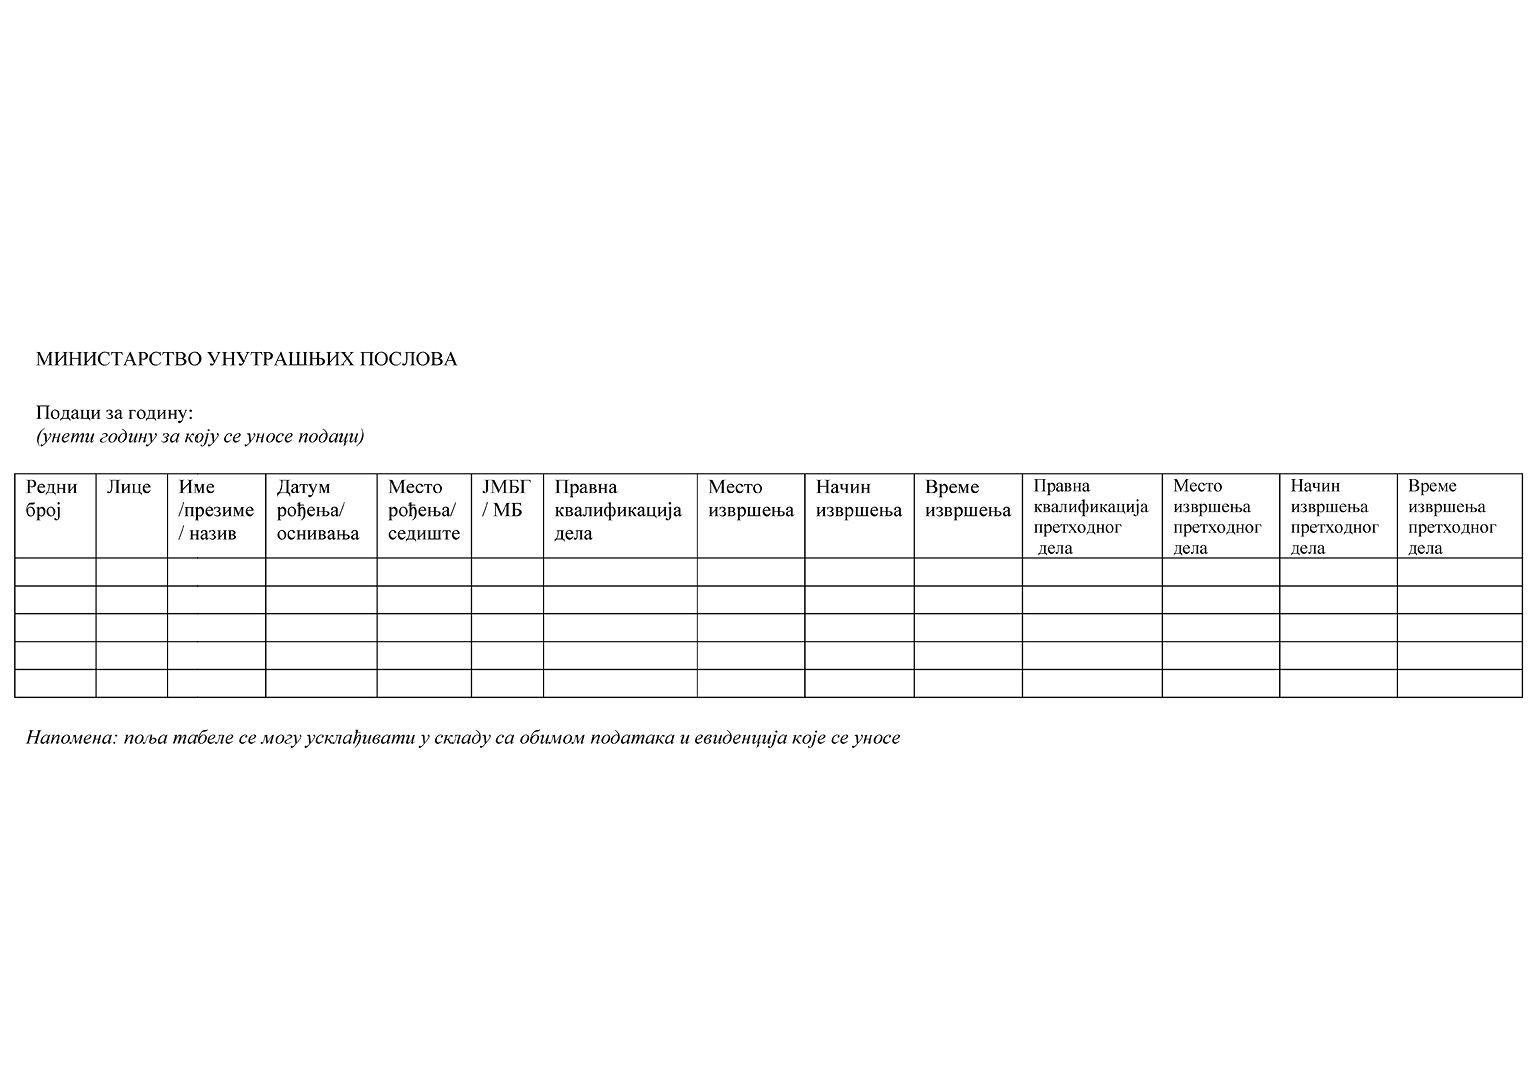 МИНИСТАРСТВО УНУТРАШЊИХ ПОСЛОВА
Подаци за годину:
(унети годину за коју се уносе подаци)
Редни
број
Лице
Име
/презиме
/ назив
Датум
рођења/
оснивања
Место
рођења/
седиште
ЈМБГ
/ МБ
Правна
квалификација
дела
Место
извршења
Начин
извршења
Време
извршења
Правна
квалификација
претходног
дела
Место
извршења
претходног
дела
Начин
извршења
претходног
дела
Време
извршења
претходног
дела
Напомена: поља табеле се могу усклађивати у складу са обимом података и евиденција које се уносе